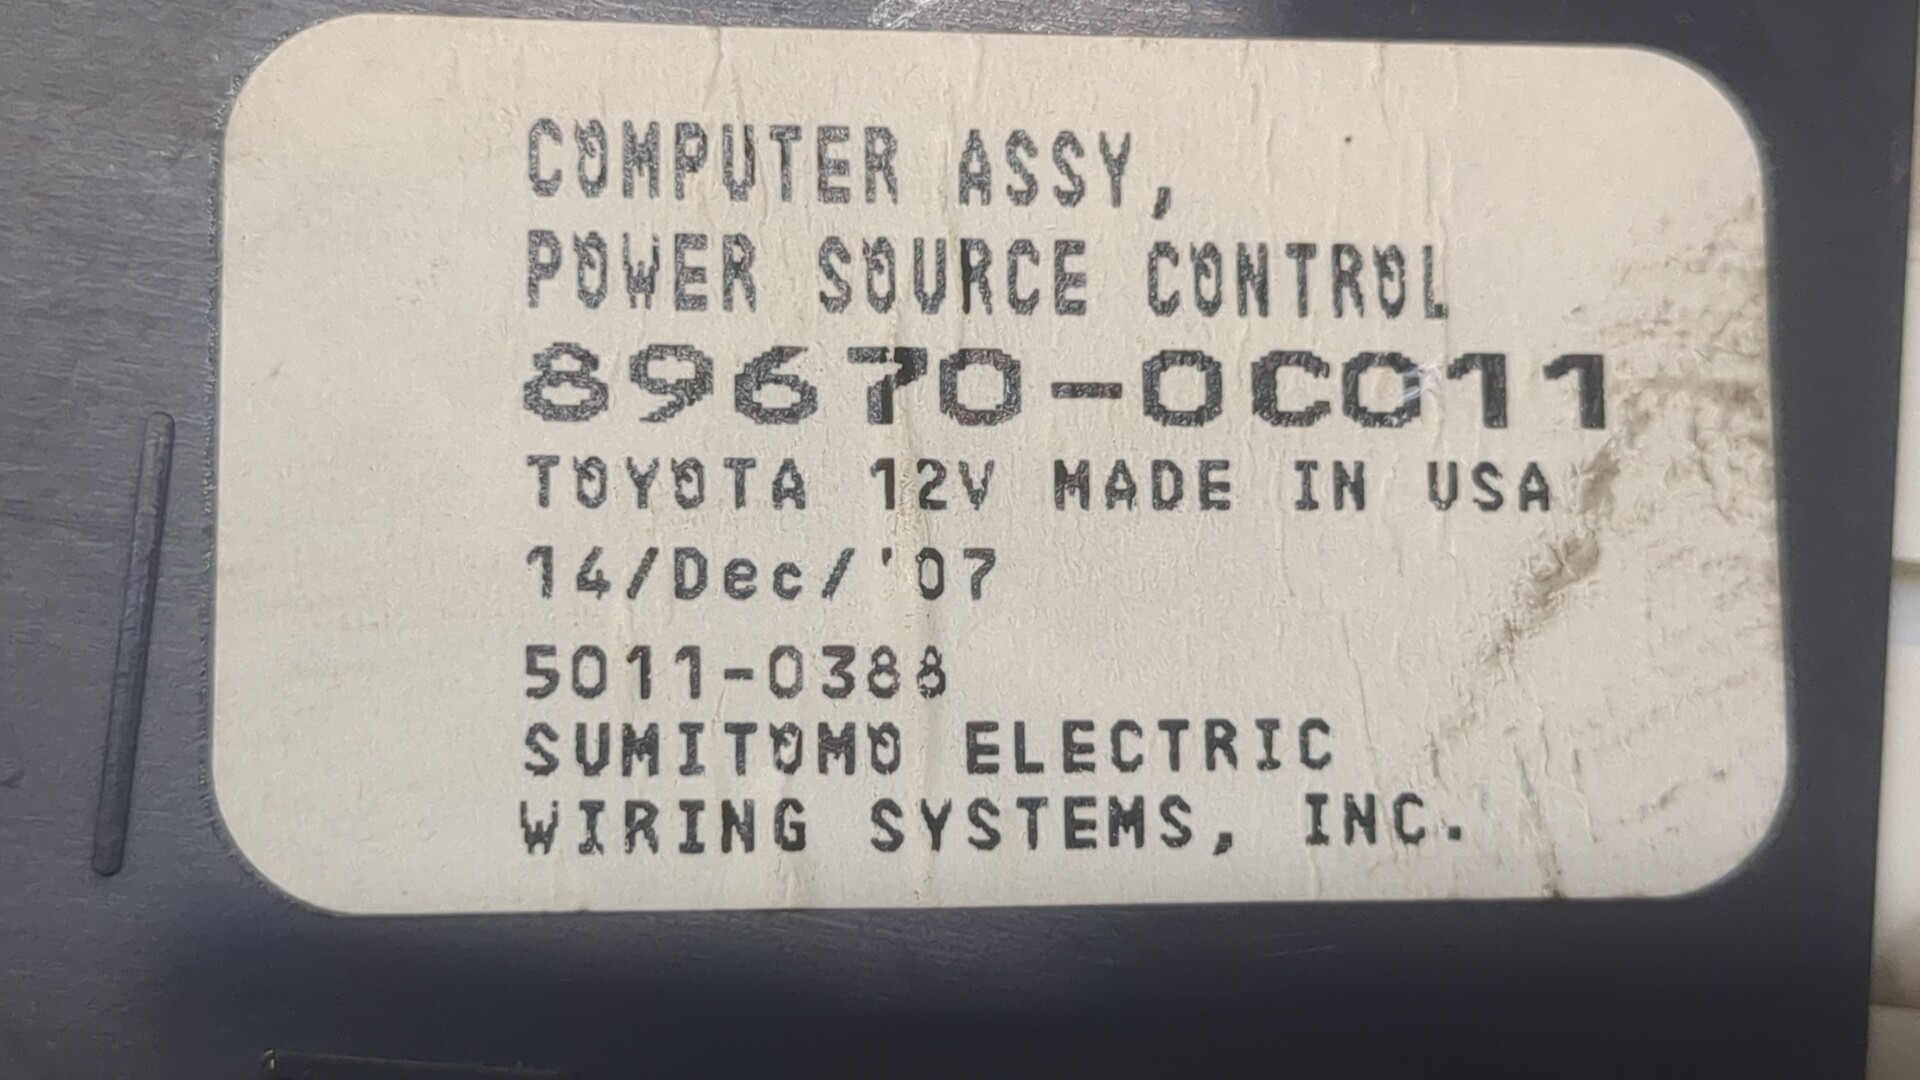 COMPUTER ASSY,
POWER SOURCE CONTROL
89670-0C011
TOYOTA 12V MADE IN USA
14/Dec/'07
5011-0388
SUMITOMO ELECTRIC
WIRING SYSTEMS, INC.